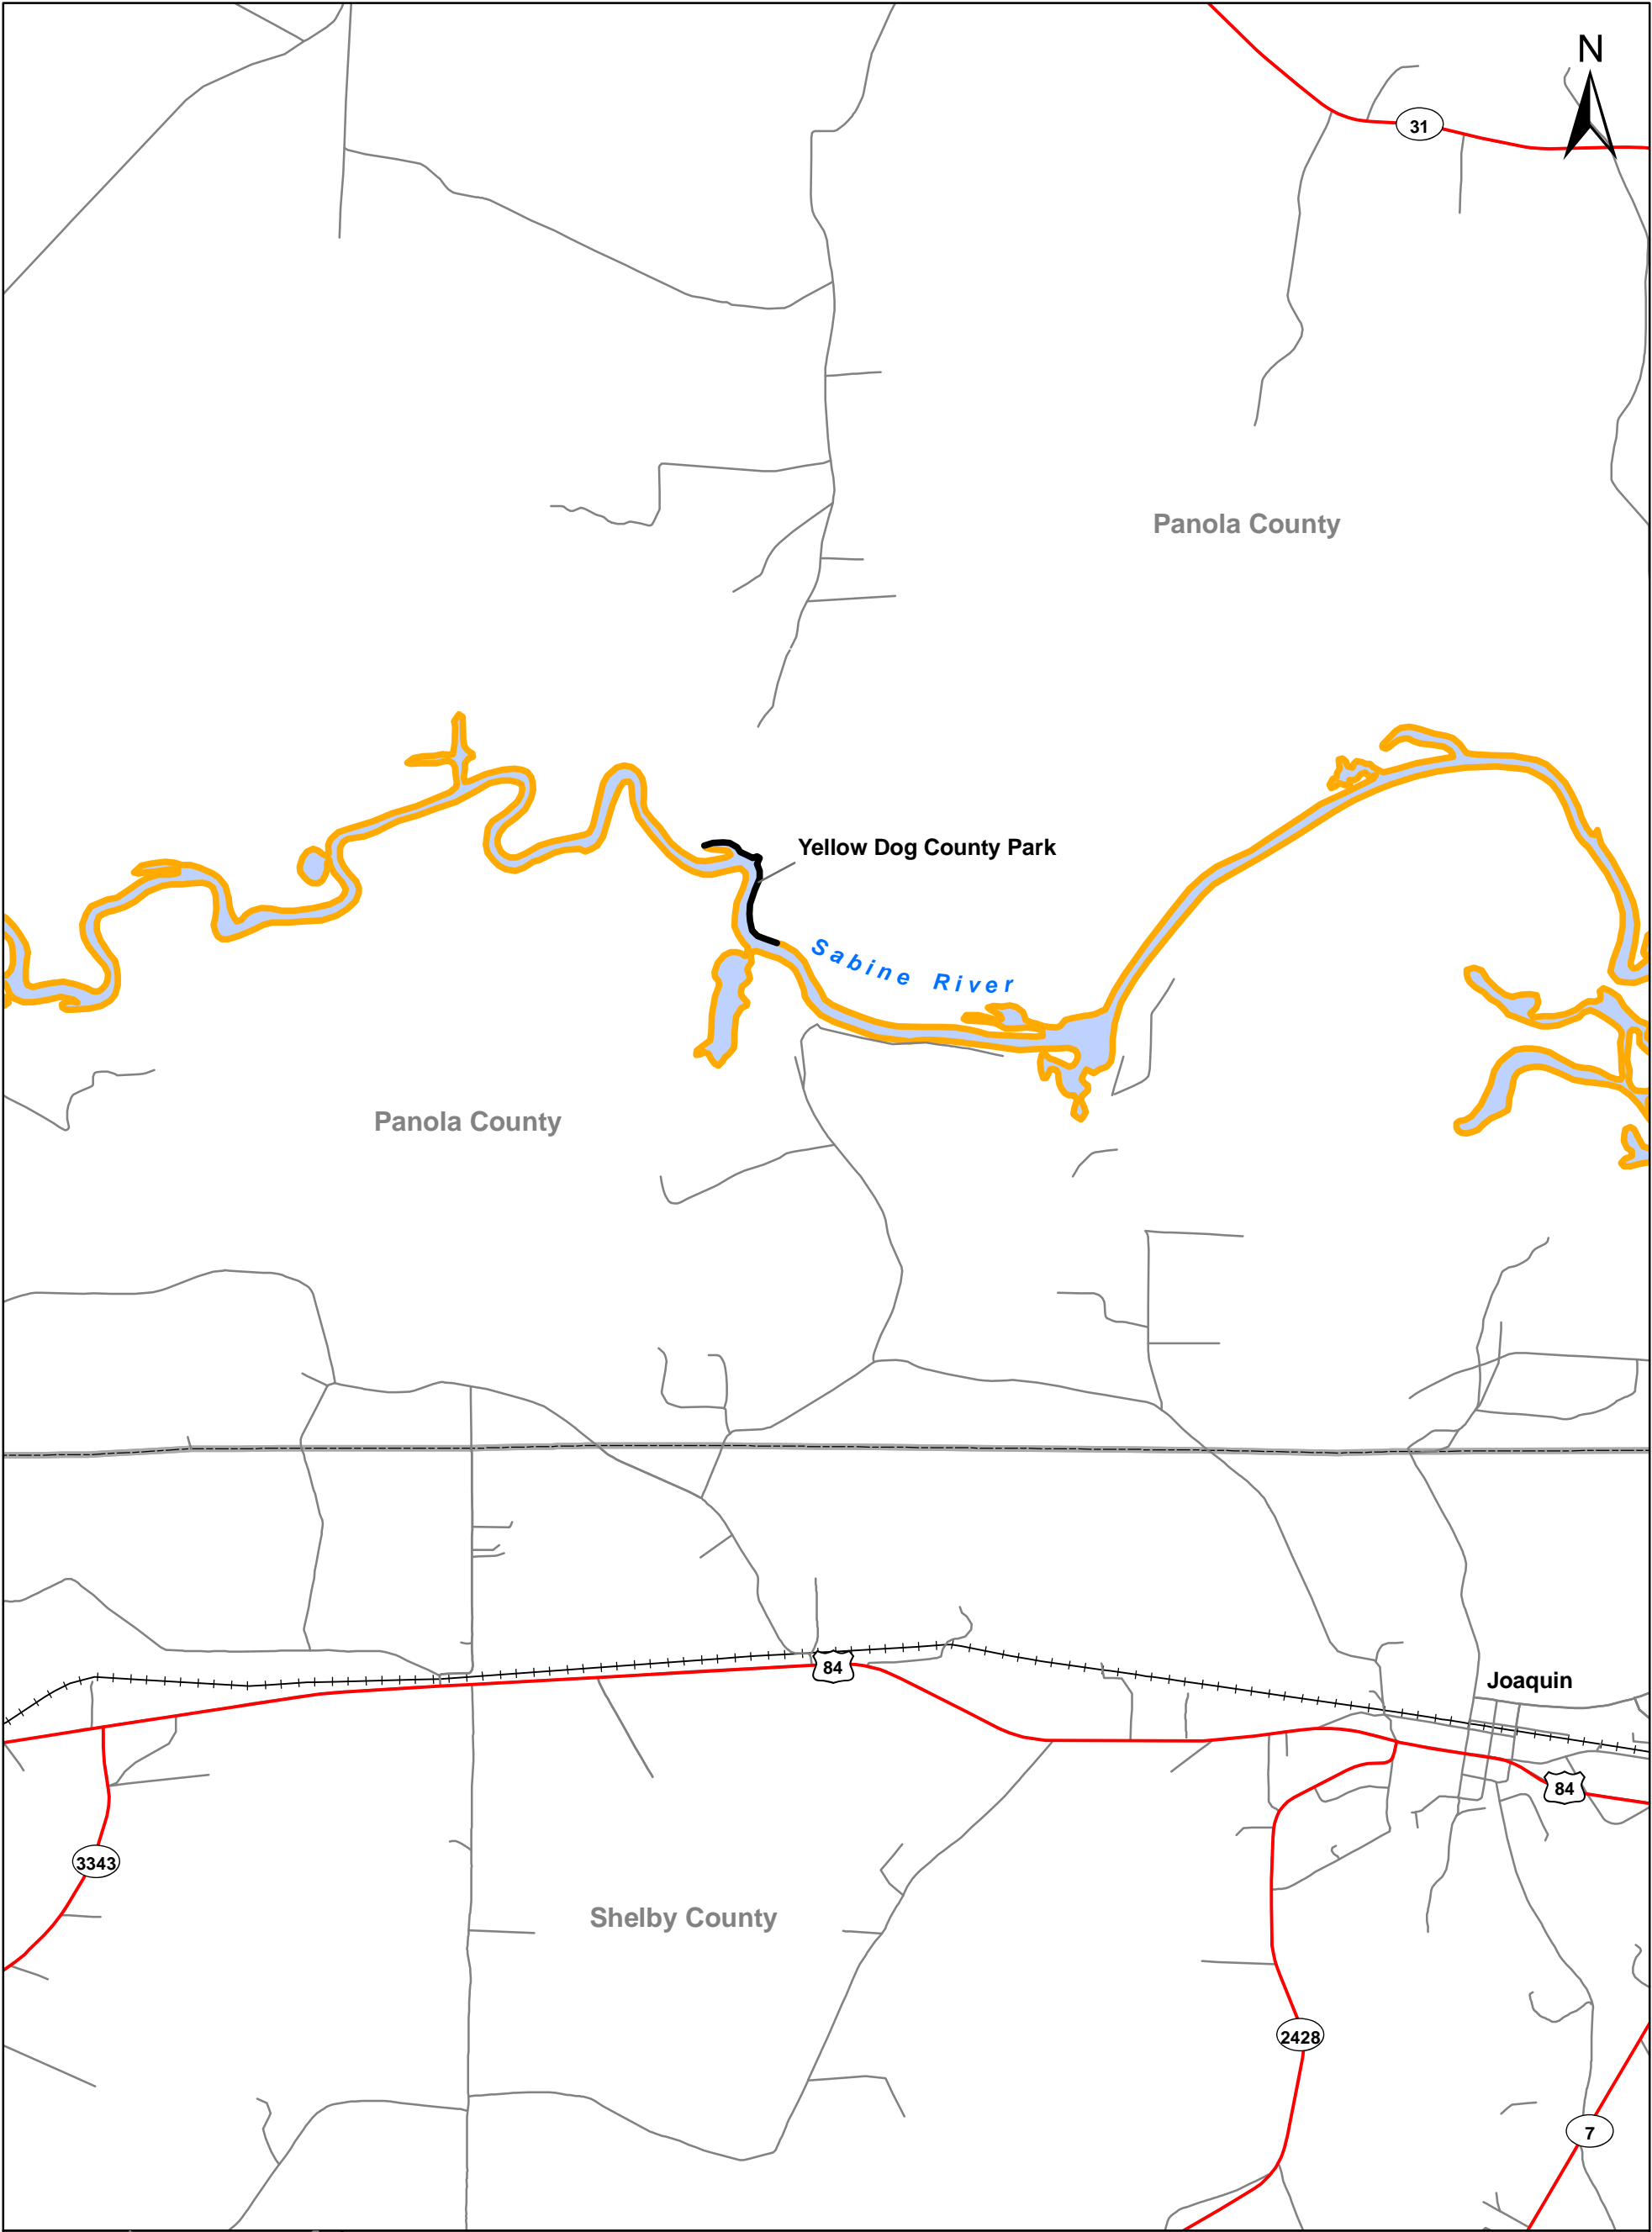 N
31
Panola County
Yellow Dog County Park
Sabine River
Panola County
84
Joaquin
84
3343
Shelby County
2428
7